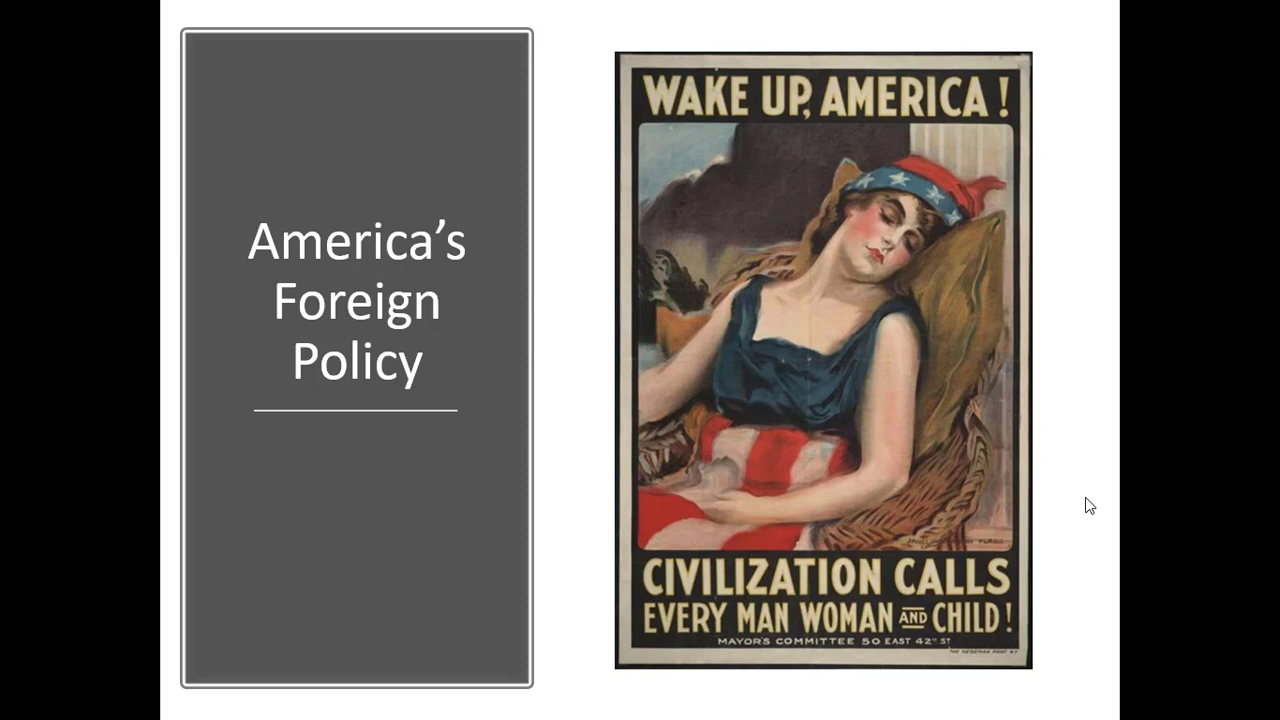 America's
Foreign
Policy
WAKE UP, AMERICA!
CIVILIZATION CALLS
EVERY MAN WOMAN AND CHILD!
MAYOR'S COMMITTEE 50 EAST 42ND ST